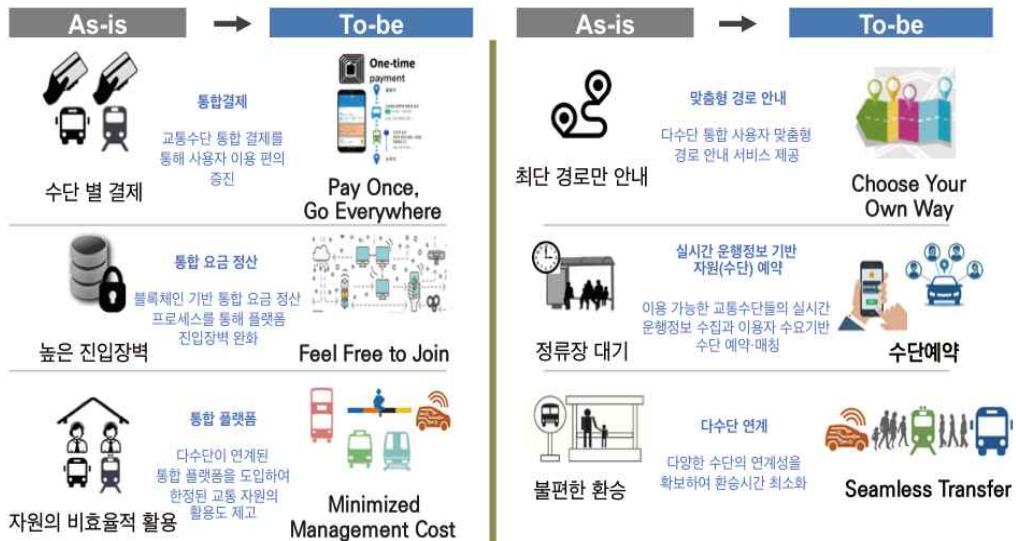 As-is
To-be
수단 별 결제
통합결제
교통수단 통합 결제를
통해 사용자 이용 편의
증진
One-time
payment
Pay Once,
Go Everywhere
높은 진입장벽
통합 요금 정산
블록체인 기반 통합 요금 정산
프로세스를 통해 플랫폼
진입장벽 완화
Feel Free to Join
자원의 비효율적 활용
통합 플랫폼
다수단이 연계된
통합 플랫폼을 도입하여
한정된 교통 자원의
활용도 제고
Minimized
Management Cost
As-is
To-be
최단 경로만 안내
맞춤형 경로 안내
다수단 통합 사용자 맞춤형
경로 안내 서비스 제공
Choose Your
Own Way
정류장 대기
실시간 운행정보 기반
자원(수단) 예약
이용 가능한 교통수단들의 실시간
운행정보 수집과 이용자 수요기반
수단 예약·매칭
수단예약
불편한 환승
다수단 연계
다양한 수단의 연계성을
확보하여 환승시간 최소화
Seamless Transfer